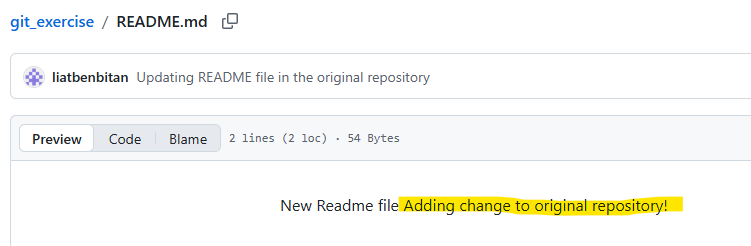 git_exercise / README.md
liatbenbitan Updating README file in the original repository
Preview Code Blame 2 lines (2 loc) · 54 Bytes
New Readme file Adding change to original repository!